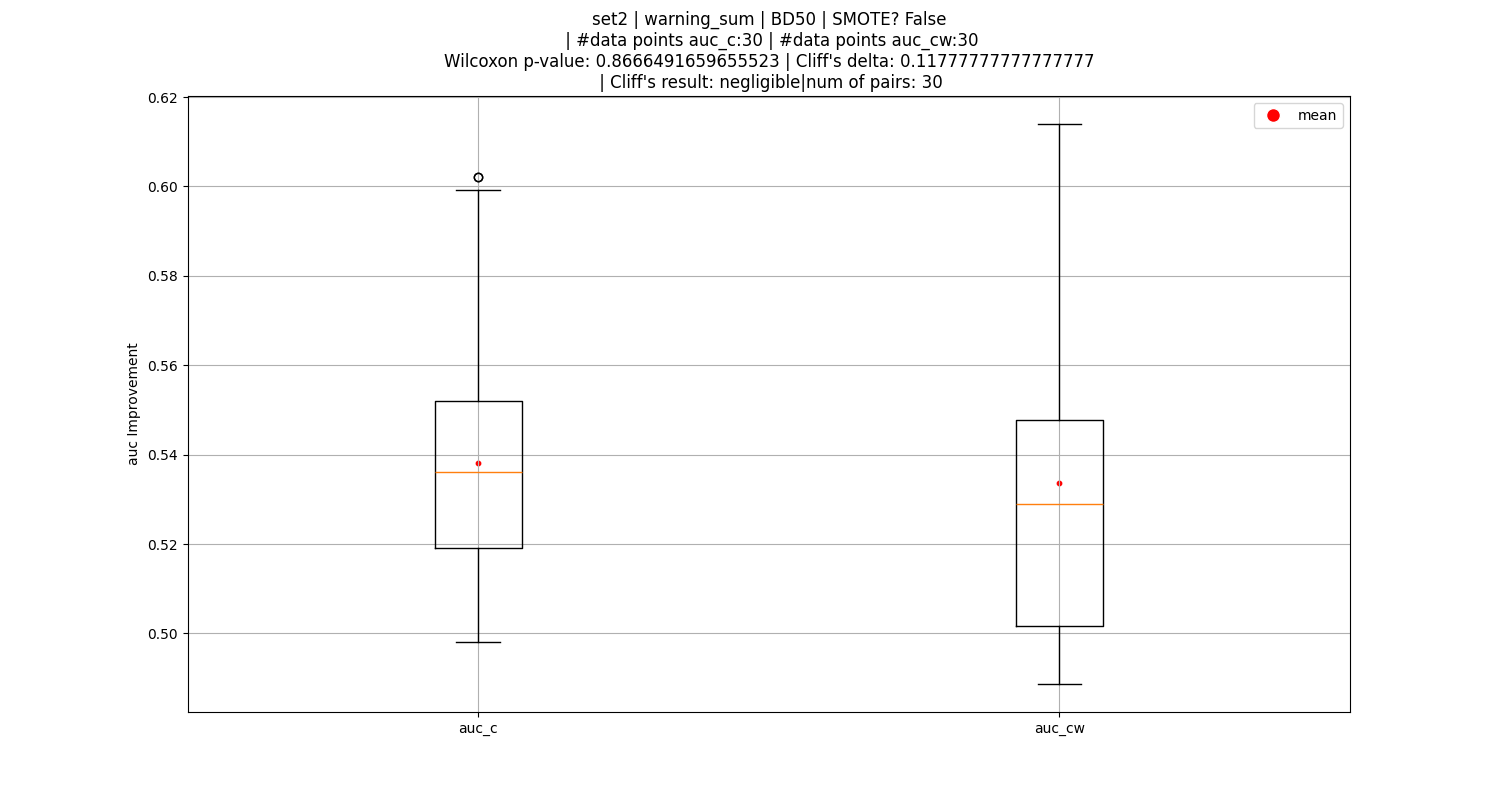 set2 | warning_sum | BD50 | SMOTE? False
| #data points auc_c:30 | #data points auc_cw:30
Wilcoxon p-value: 0.8666491659655523 | Cliff's delta: 0.11777777777777777
| Cliff's result: negligible|num of pairs: 30
mean
0.62
0.60
0.58
0.56
0.54
0.52
0.50
auc Improvement
auc_c
auc_cw